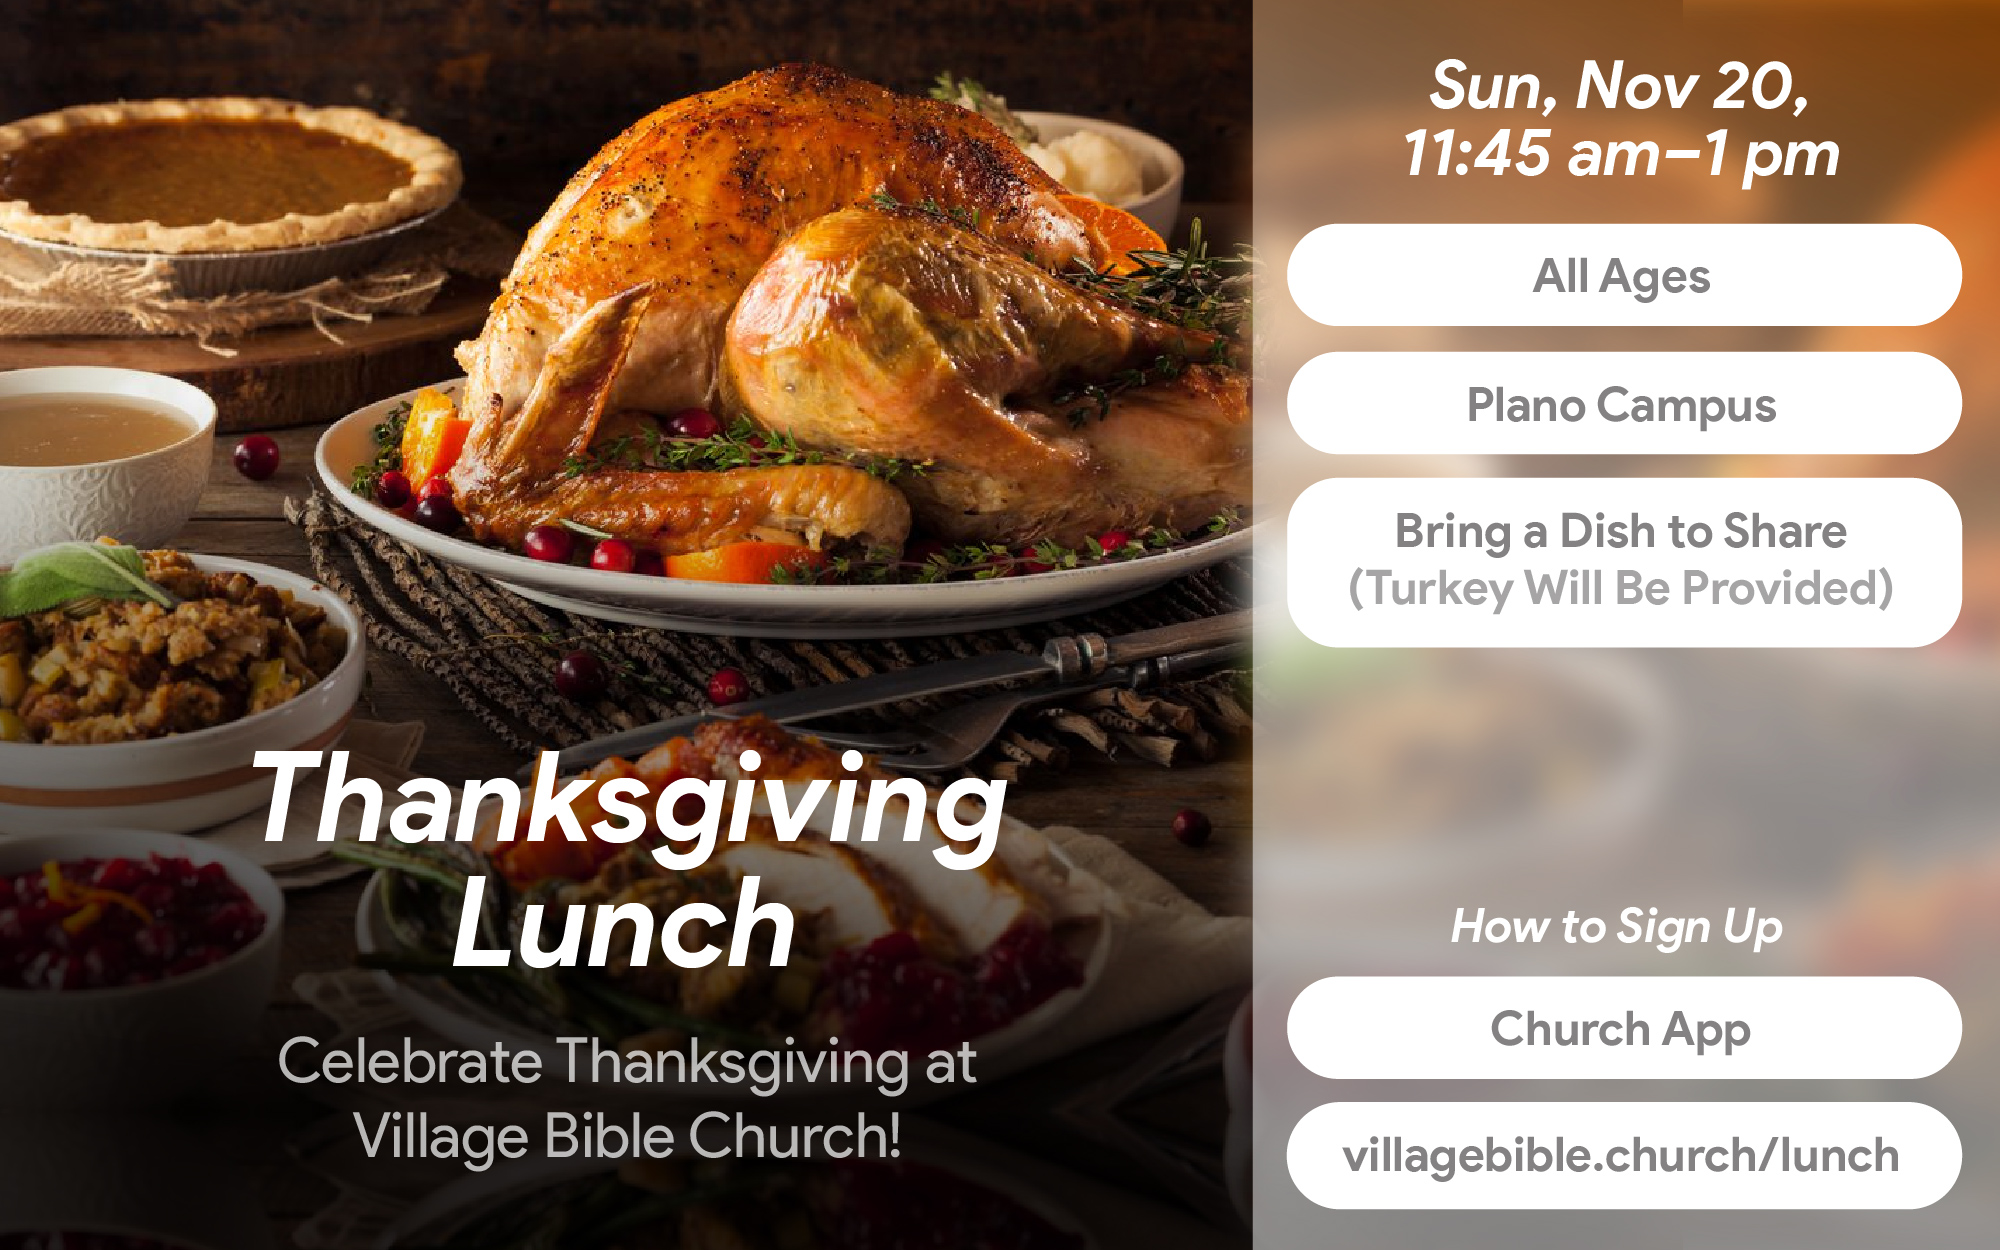 Thanksgiving
Lunch
Celebrate Thanksgiving at
Village Bible Church!
Sun, Nov 20,
11:45 am–1 pm
All Ages
Plano Campus
Bring a Dish to Share
(Turkey Will Be Provided)
How to Sign Up
Church App
villagebible.church/lunch